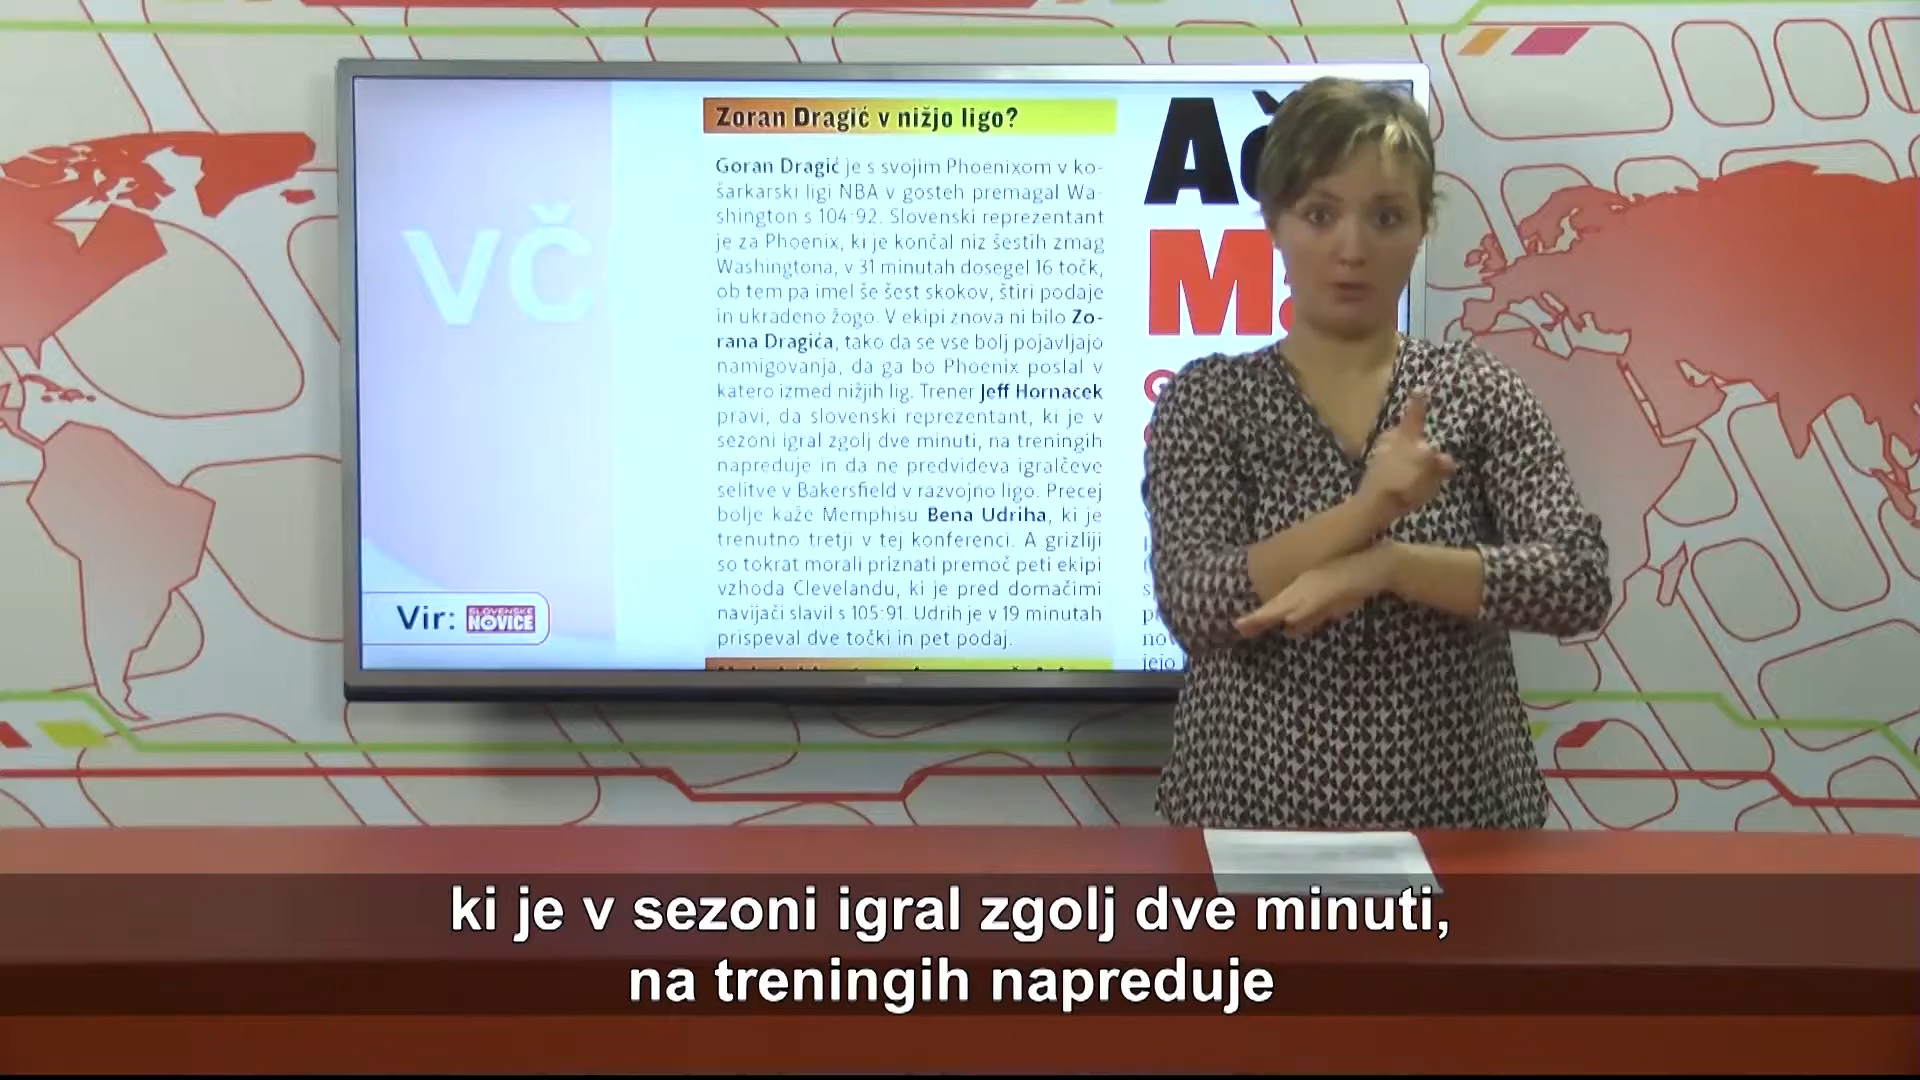 VČ
Zoran Dragić v nižjo ligo?
Goran Dragić je s svojim Phoenixom v ko-
šarkarski ligi NBA v gosteh premagal Wa-
shington s 104:92. Slovenski reprezentant
je za Phoenix, ki je končal niz šestih zmag
Washingtona, v 31 minutah dosegel 16 točk,
ob tem pa imel še šest skokov, štiri podaje
in ukradeno žogo. V ekipi znova ni bilo Zo-
rana Dragića, tako da se vse bolj pojavljajo
namigovanja, da ga bo Phoenix poslal v
katero izmed nižjih lig. Trener Jeff Hornacek
pravi, da slovenski reprezentant, ki je v
sezoni igral zgolj dve minuti, na treningih
napreduje in da ne predvideva igralčeve
selitve v Bakersfield v razvojno ligo. Precej
bolje kaže Memphisu Bena Udriha, ki je
trenutno tretji v tej konferenci. A grizliji
so tokrat morali priznati premoč peti ekipi
vzhoda Clevelandu, ki je pred domačimi
navijači slavil s 105:91. Udrih je v 19 minutah
prispeval dve točki in pet podaj.
Vir: SLOVENSKE NOVICE
ki je v sezoni igral zgolj dve minuti,
na treningih napreduje